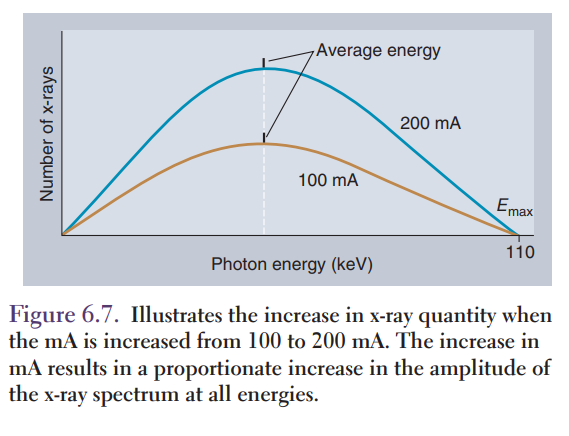 Average energy
Number of x-rays
200 mA
100 mA
Emax
110
Photon energy (keV)
Figure 6.7. Illustrates the increase in x-ray quantity when
the mA is increased from 100 to 200 mA. The increase in
mA results in a proportionate increase in the amplitude of
the x-ray spectrum at all energies.